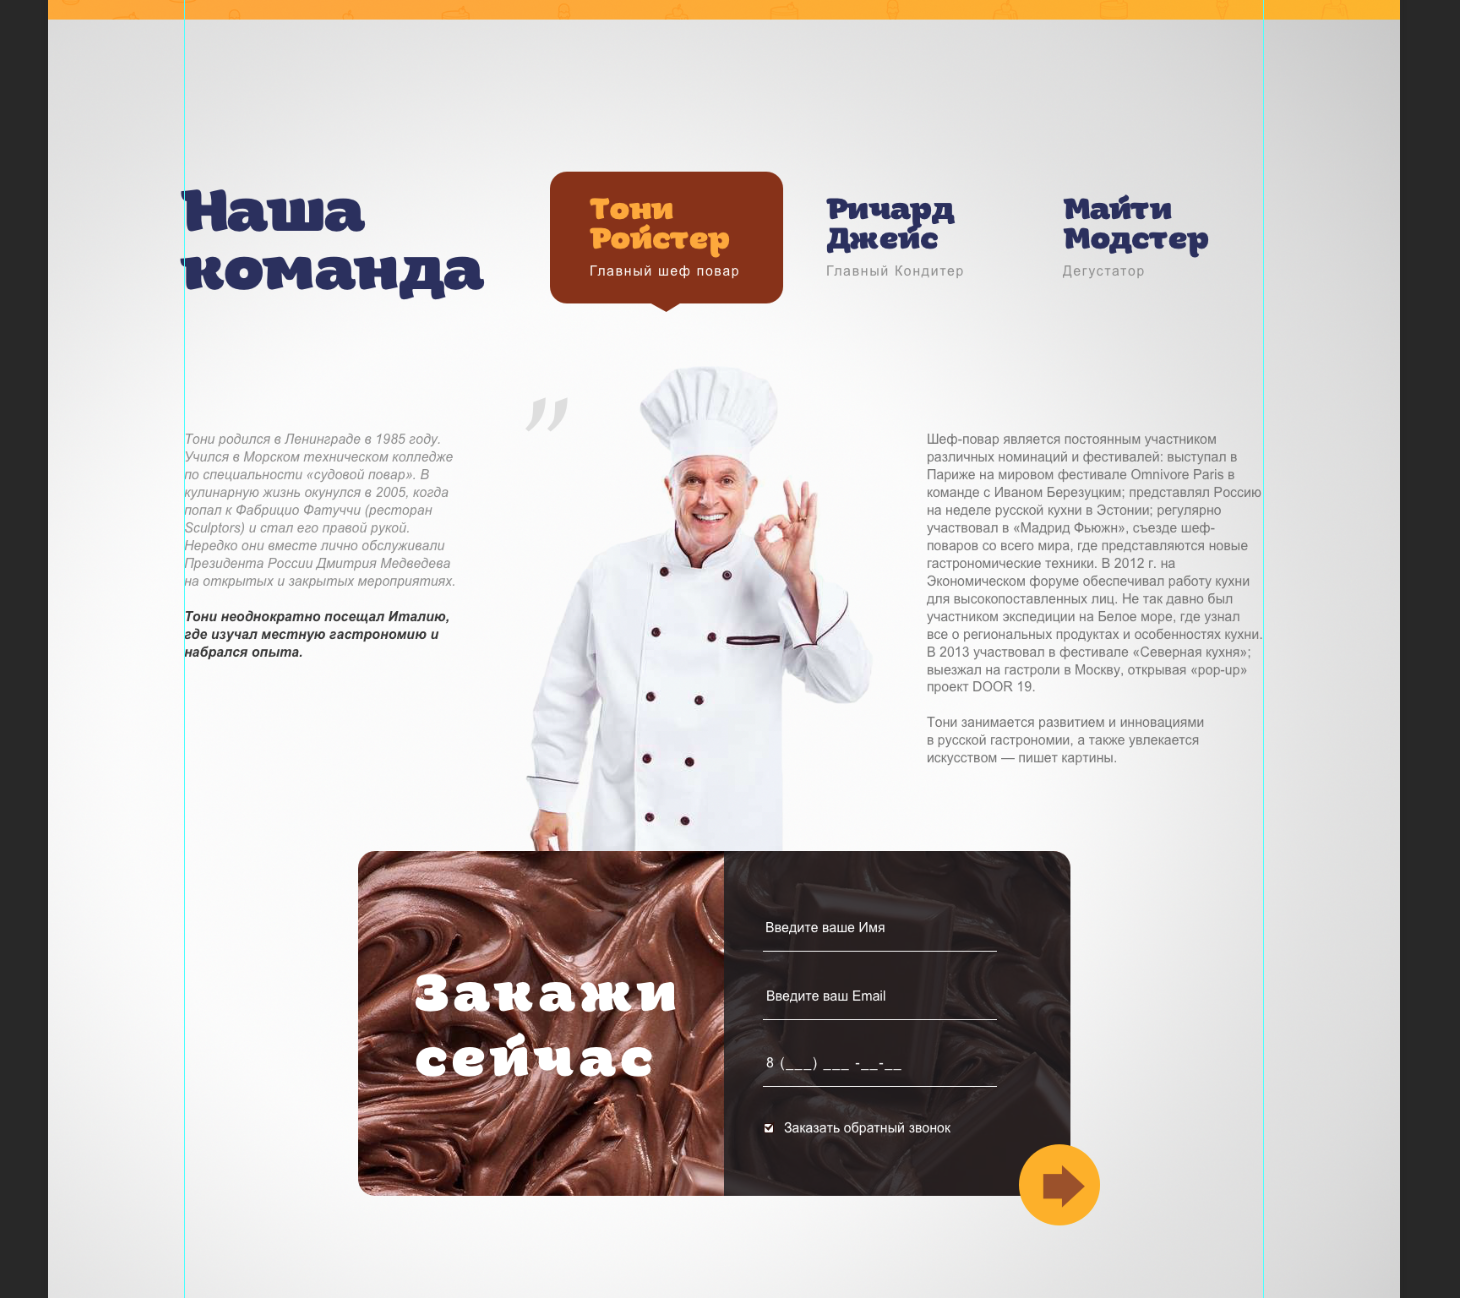 Наша
команда
Тони
Ройстер
Главный шеф повар
Ричард
Джейс
Главный Кондитер
Майти
Модстер
Дегустатор
”
Тони родился в Ленинграде в 1985 году.
Учился в Морском техническом колледже
по специальности «судовой повар». В
кулинарную жизнь окунулся в 2005, когда
попал к Фабрицио Фатуччи (ресторан
Sculptors) и стал его правой рукой.
Нередко они вместе лично обслуживали
Президента России Дмитрия Медведева
на открытых и закрытых мероприятиях.
Тони неоднократно посещал Италию,
где изучал местную гастрономию и
набрался опыта.
Шеф-повар является постоянным участником
различных номинаций и фестивалей: выступал в
Париже на мировом фестивале Omnivore Paris в
команде с Иваном Березуцким; представлял Россию
на неделе русской кухни в Эстонии; регулярно
участвовал в «Мадрид Фьюжн», съезде шеф-
поваров со всего мира, где представляются новые
гастрономические техники. В 2012 г. на
Экономическом форуме обеспечивал работу кухни
для высокопоставленных лиц. Не так давно был
участником экспедиции на Белое море, где узнал
все о региональных продуктах и особенностях кухни.
В 2013 участвовал в фестивале «Северная кухня»;
выезжал на гастроли в Москву, открывая «pop-up»
проект DOOR 19.
Тони занимается развитием и инновациями
в русской гастрономии, а также увлекается
искусством — пишет картины.
Закажи
сейчас
Введите ваше Имя
Введите ваш Email
8 (___) ___ -__-__
Заказать обратный звонок